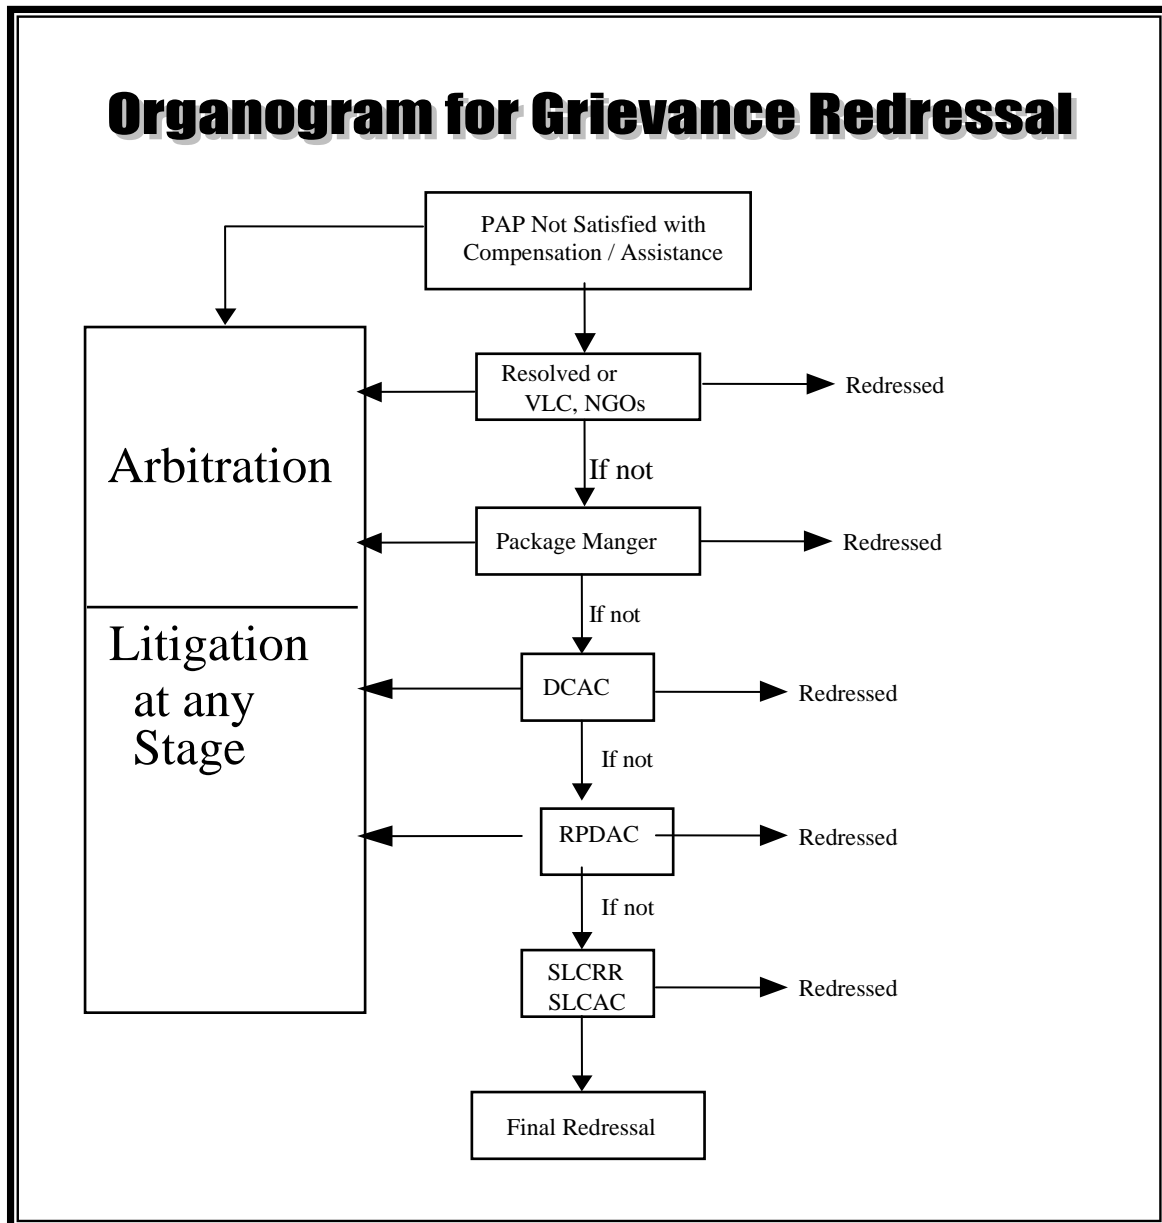 Organogram for Grievance Redressal
PAP Not Satisfied with
Compensation / Assistance
Resolved or
VLC, NGOs
Redressed
Arbitration
If not
Package Manger
Redressed
If not
Litigation
at any
Stage
DCAC
Redressed
If not
RPDAC
Redressed
If not
SLCRR
SLCAC
Redressed
Final Redressal